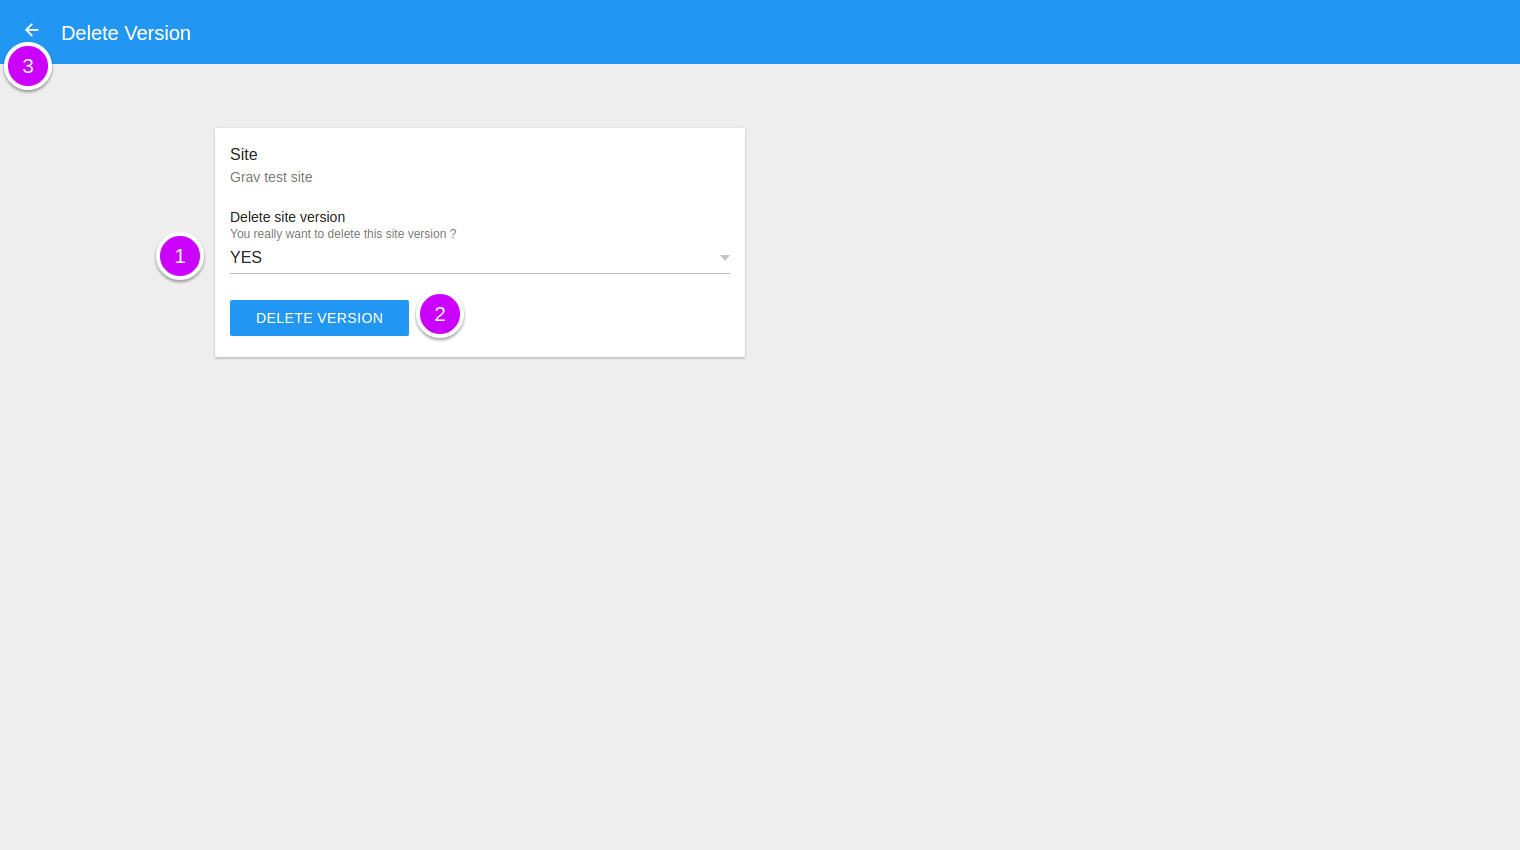 Delete Version
3
Site
Grav test site
Delete site version
You really want to delete this site version ?
1
YES
DELETE VERSION
2